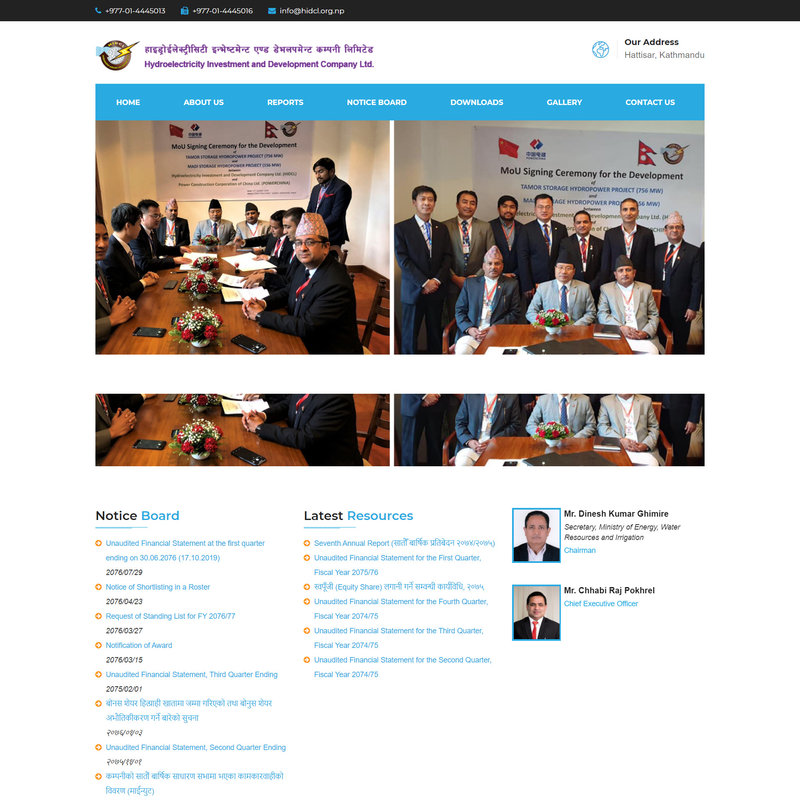 +977-01-4445013 +977-01-4445016 info@hidcl.org.np
हाइड्रोईलेक्ट्रीसिटी इन्भेष्टमेन्ट एण्ड डेभलपमेन्ट कम्पनी लिमिटेड
Hydroelectricity Investment and Development Company Ltd.
Our Address
Hattisar, Kathmandu
HOME ABOUT US REPORTS NOTICE BOARD DOWNLOADS GALLERY CONTACT US
MoU Signing Ceremony for the Development
of
TAMOR STORAGE HYDROPOWER PROJECT (756 MW)
and
MADI STORAGE HYDROPOWER PROJECT (156 MW)
between
Hydroelectricity Investment and Development Company Ltd. (HIDCL)
and
Power Construction Corporation of China Ltd. (POWERCHINA)
中国电建
MoU Signing Ceremony for the Development
of
TAMOR STORAGE HYDROPOWER PROJECT (756 MW)
Notice Board
Unaudited Financial Statement at the first quarter
ending on 30.06.2076 (17.10.2019)
2076/07/29
Notice of Shortlisting in a Roster
2076/04/23
Request of Standing List for FY 2076/77
2076/03/27
Notification of Award
2076/03/15
Unaudited Financial Statement, Third Quarter Ending
2075/02/01
बोनस शेयर हितग्राही खातामा जम्मा गरिएको तथा बोनुस शेयर
अभौतिकीकरण गर्ने बारेको सुचना
Unaudited Financial Statement, Second Quarter Ending
कम्पनीको सातौँ बार्षिक साधारण सभामा भएका कामकारवाहीको
विवरण (माईन्युट)
Latest Resources
Seventh Annual Report (सातौँ बार्षिक प्रतिबेदन २०७४/२०७५)
Unaudited Financial Statement for the First Quarter,
Fiscal Year 2075/76
स्वपूँजी (Equity Share) लगानी गर्ने सम्वन्धी कार्यविधि, २०७५
Unaudited Financial Statement for the Fourth Quarter,
Fiscal Year 2074/75
Unaudited Financial Statement for the Third Quarter,
Fiscal Year 2074/75
Unaudited Financial Statement for the Second Quarter,
Fiscal Year 2074/75
Mr. Dinesh Kumar Ghimire
Secretary, Ministry of Energy, Water
Resources and Irrigation
Chairman
Mr. Chhabi Raj Pokhrel
Chief Executive Officer